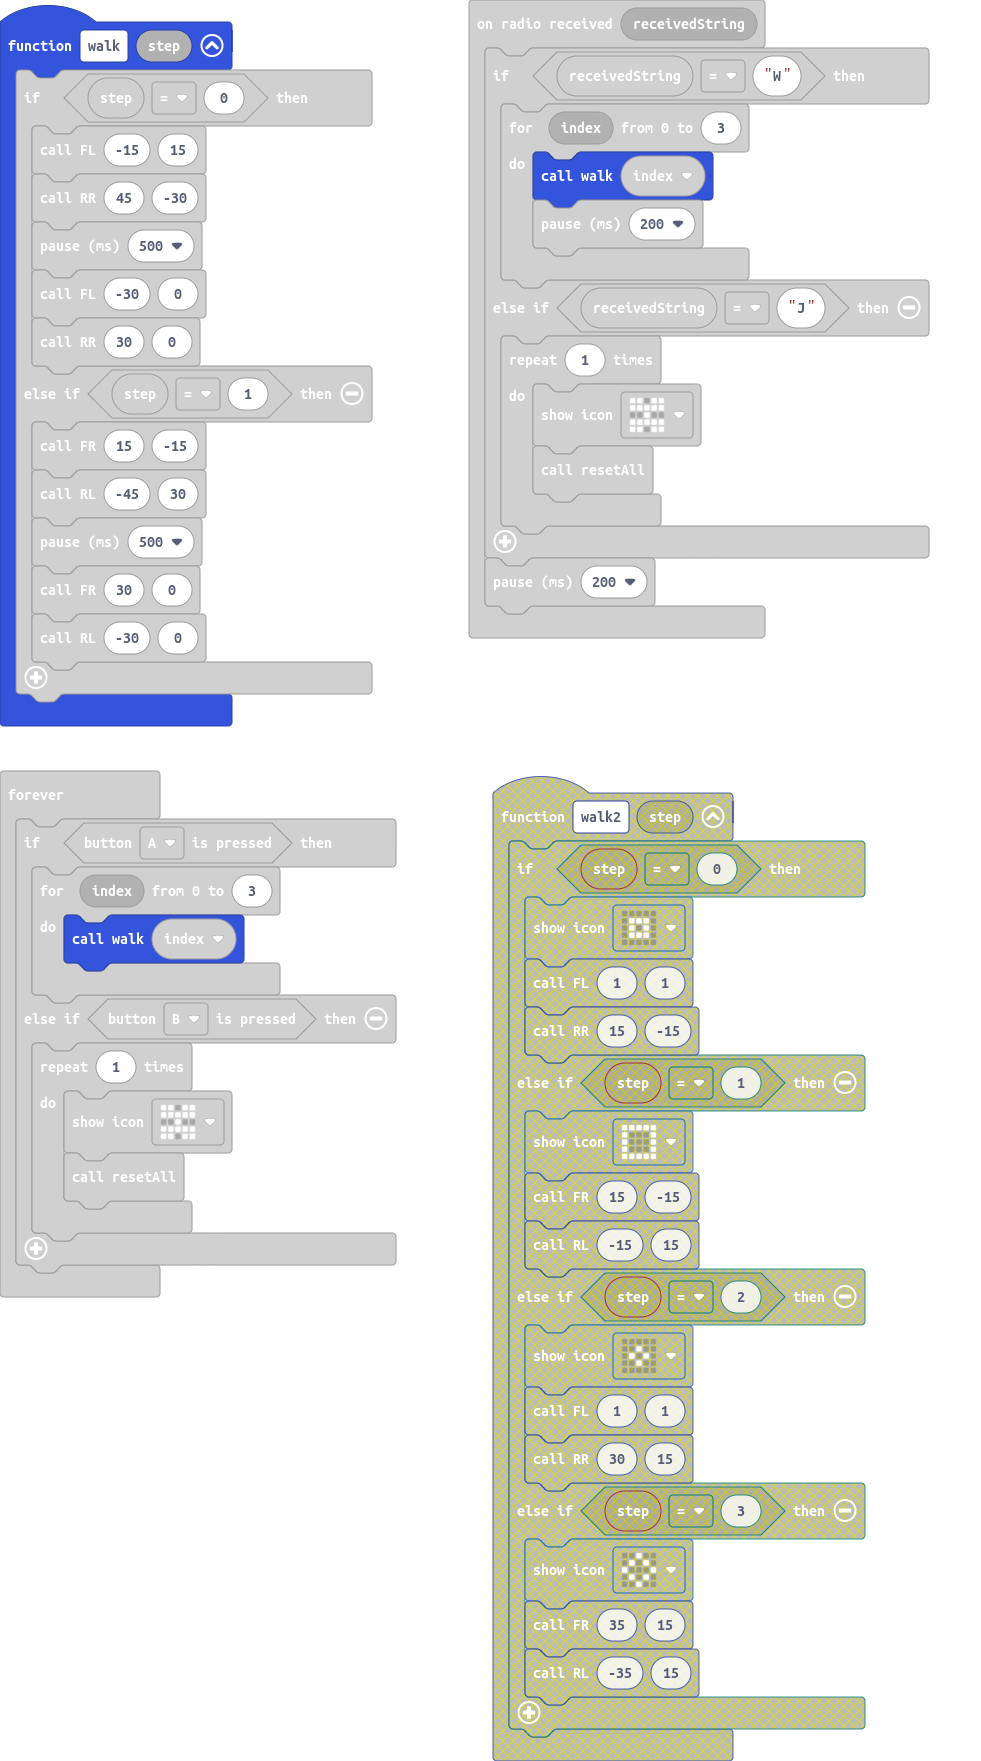 function walk step
if step = 0 then
call FL -15 15
call RR 45 -30
pause (ms) 500
call FL -30 0
call RR 30 0
else if step = 1 then
call FR 15 -15
call RL -45 30
pause (ms) 500
call FR 30 0
call RL -30 0
on radio received receivedString
if receivedString = "W" then
for index from 0 to 3
do
call walk index
pause (ms) 200
else if receivedString = "J" then
repeat 1 times
do
show icon
call resetAll
pause (ms) 200
forever
if button A is pressed then
for index from 0 to 3
do
call walk index
else if button B is pressed then
repeat 1 times
do
show icon
call resetAll
function walk2 step
if step = 0 then
show icon
call FL 1 1
call RR 15 -15
else if step = 1 then
show icon
call FR 15 -15
call RL -15 15
else if step = 2 then
show icon
call FL 1 1
call RR 30 15
else if step = 3 then
show icon
call FR 35 15
call RL -35 15